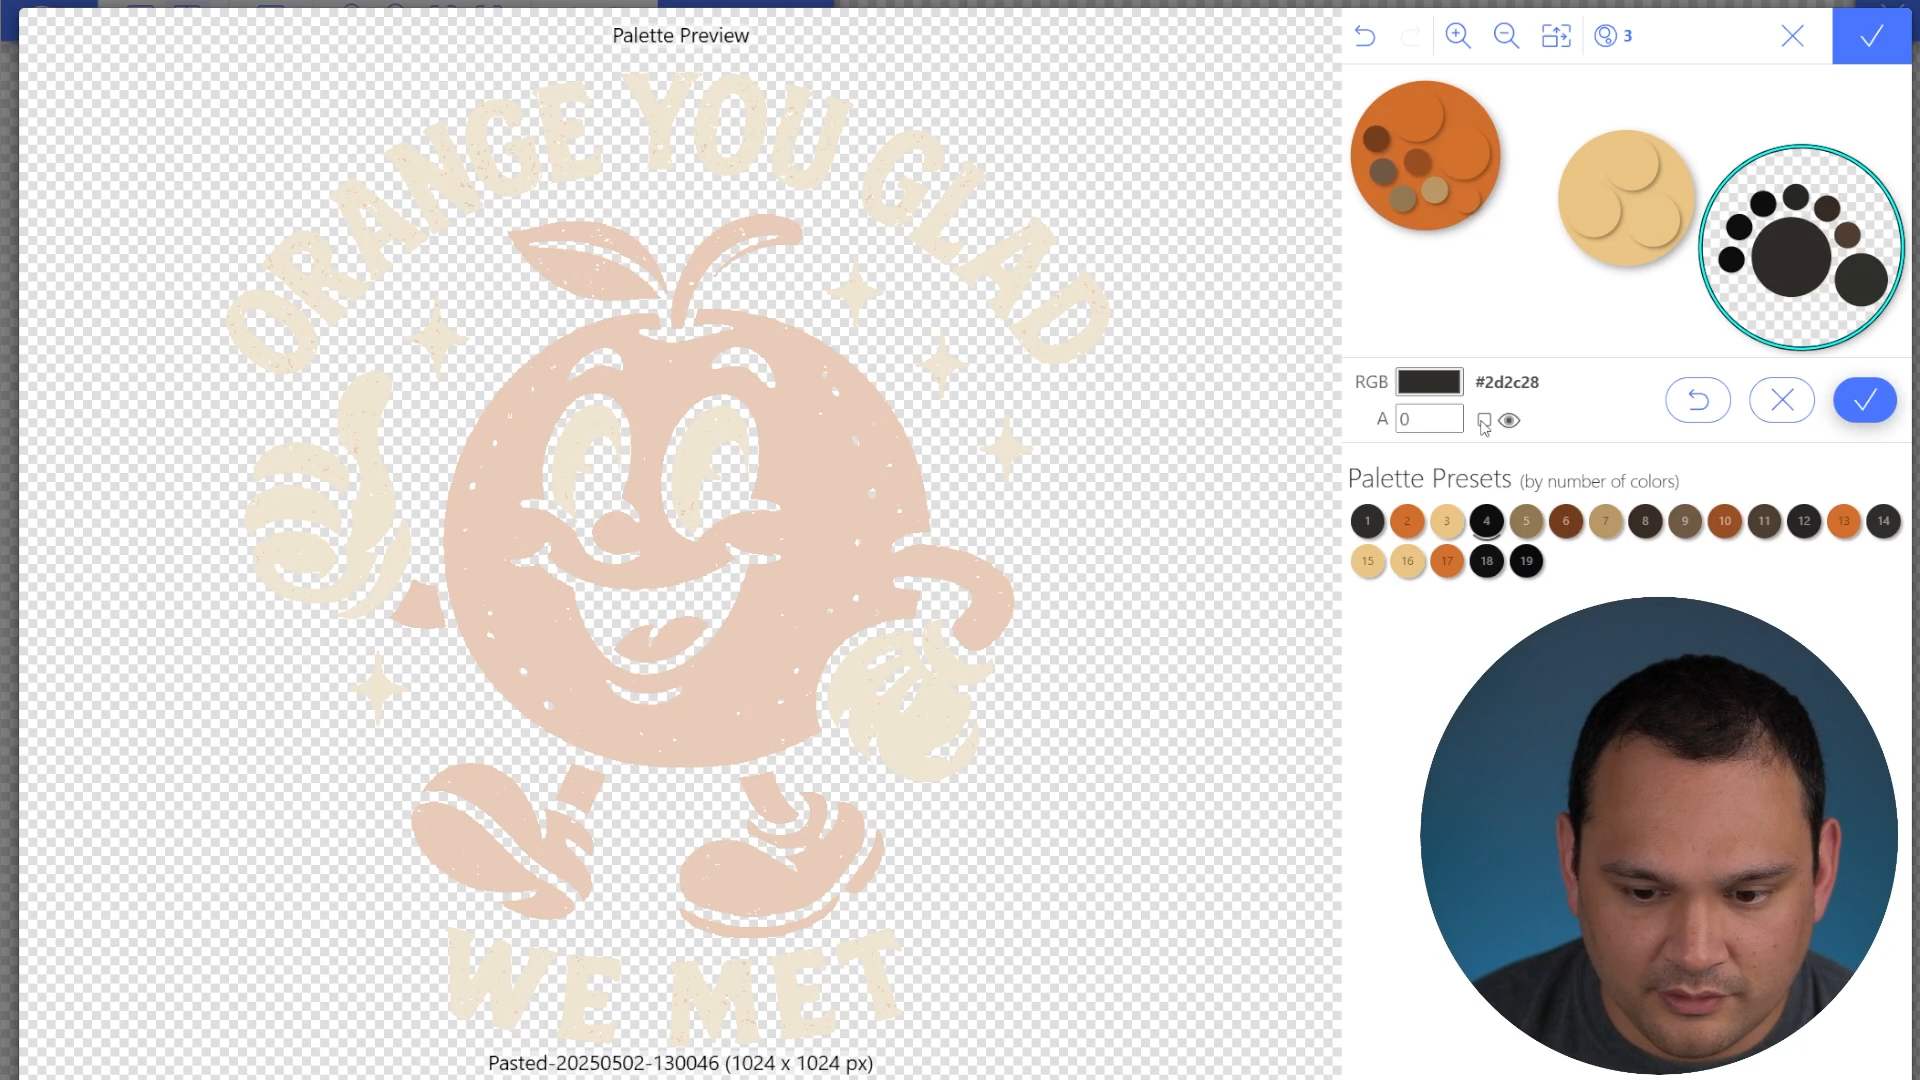 Palette Preview
3
ORANGE YOU GLAD
WE MET
Pasted-20250502-130046 (1024 x 1024 px)
RGB #2d2c28
A 0
Palette Presets (by number of colors)
1 2 3 4 5 6 7 8 9 10 11 12 13 14
15 16 17 18 19